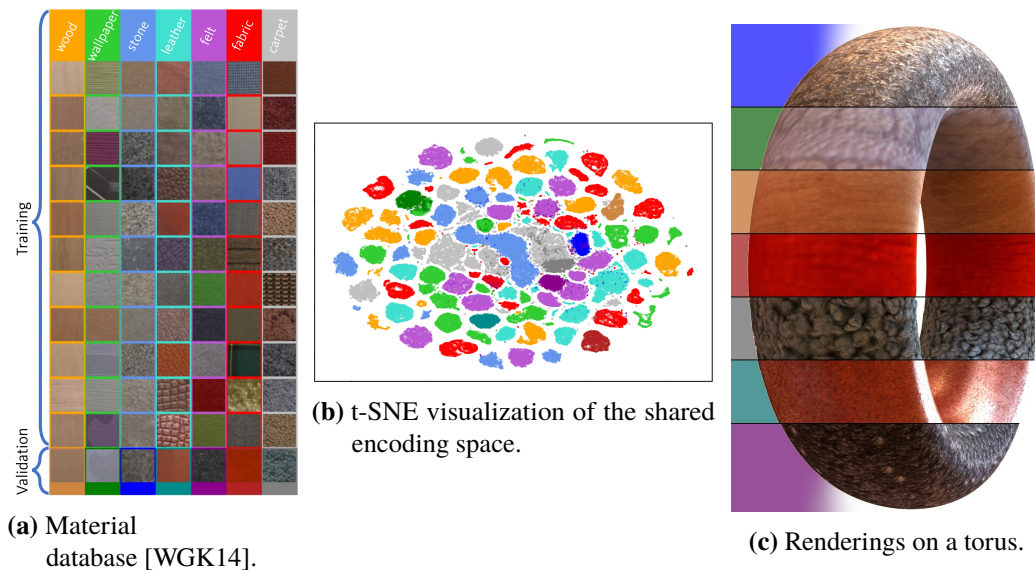 wood wallpaper stone leather felt fabric carpet
Training
Validation
(a) Material
database [WGK14].
(b) t-SNE visualization of the shared
encoding space.
(c) Renderings on a torus.